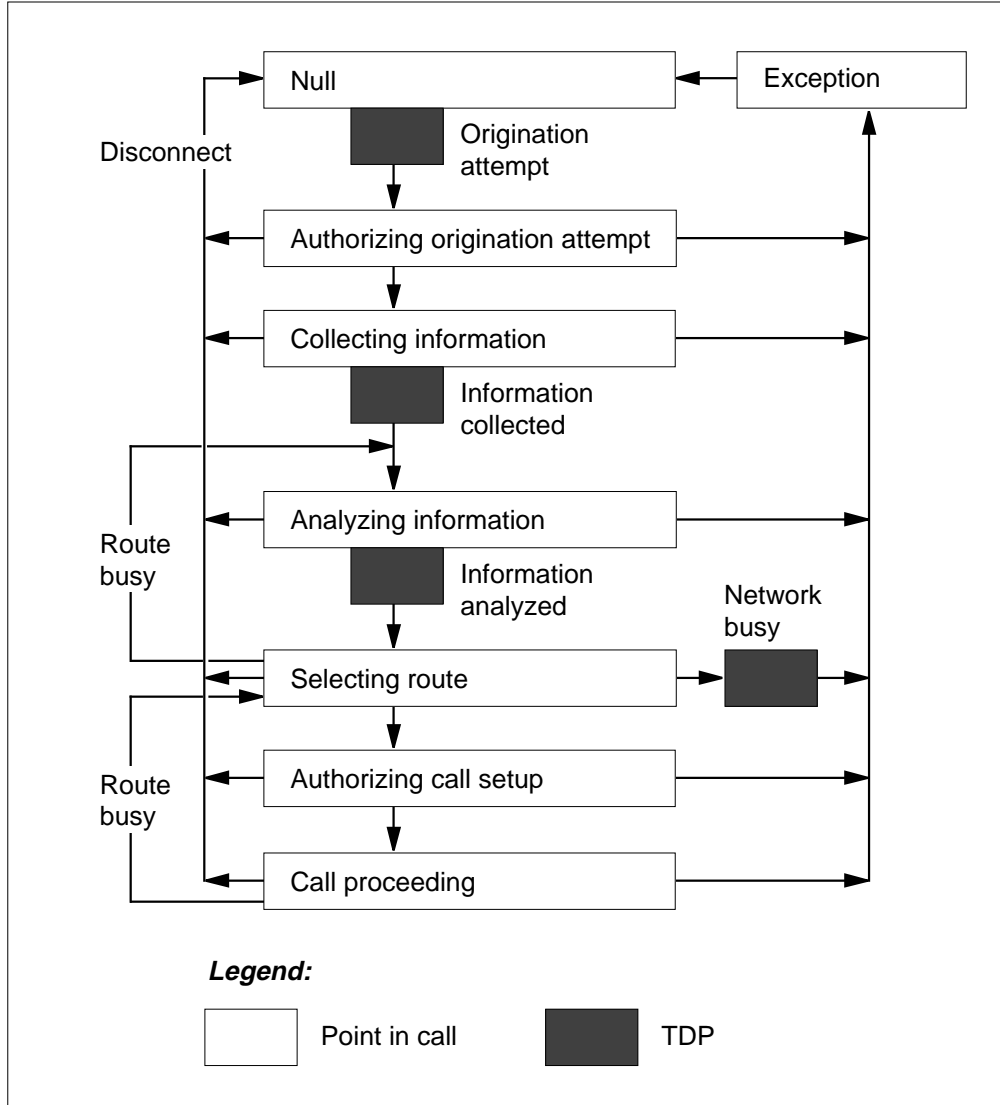 Null
Exception
Disconnect
Origination
attempt
Authorizing origination attempt
Collecting information
Information
collected
Analyzing information
Route
busy
Information
analyzed
Network
busy
Selecting route
Route
busy
Authorizing call setup
Call proceeding
Legend:
Point in call
TDP